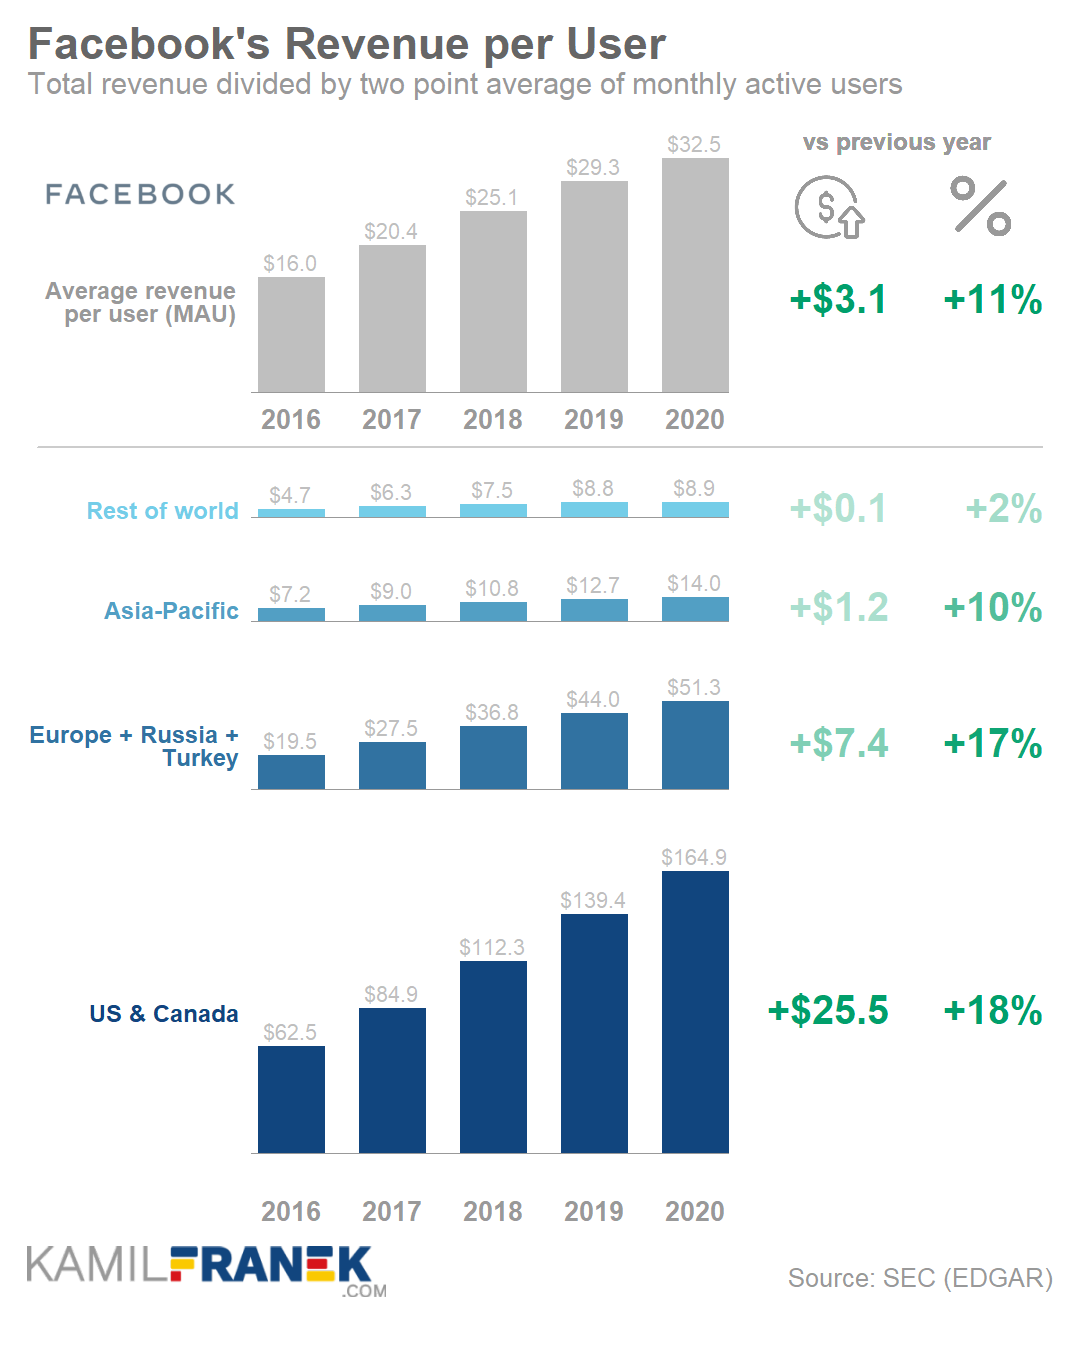 Facebook's Revenue per User
Total revenue divided by two point average of monthly active users
vs previous year
FACEBOOK
$16.0 $20.4 $25.1 $29.3 $32.5
Average revenue
per user (MAU)
+$3.1 +11%
2016 2017 2018 2019 2020
Rest of world
$4.7 $6.3 $7.5 $8.8 $8.9
+$0.1 +2%
Asia-Pacific
$7.2 $9.0 $10.8 $12.7 $14.0
+$1.2 +10%
Europe + Russia +
Turkey
$19.5 $27.5 $36.8 $44.0 $51.3
+$7.4 +17%
US & Canada
$62.5 $84.9 $112.3 $139.4 $164.9
+$25.5 +18%
2016 2017 2018 2019 2020
KAMILFRANEK
.COM
Source: SEC (EDGAR)